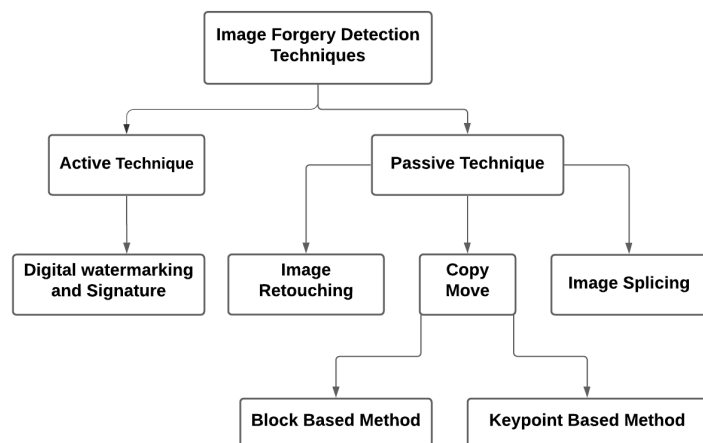 Image Forgery Detection
Techniques
Active Technique
Passive Technique
Digital watermarking
and Signature
Image
Retouching
Copy
Move
Image Splicing
Block Based Method
Keypoint Based Method